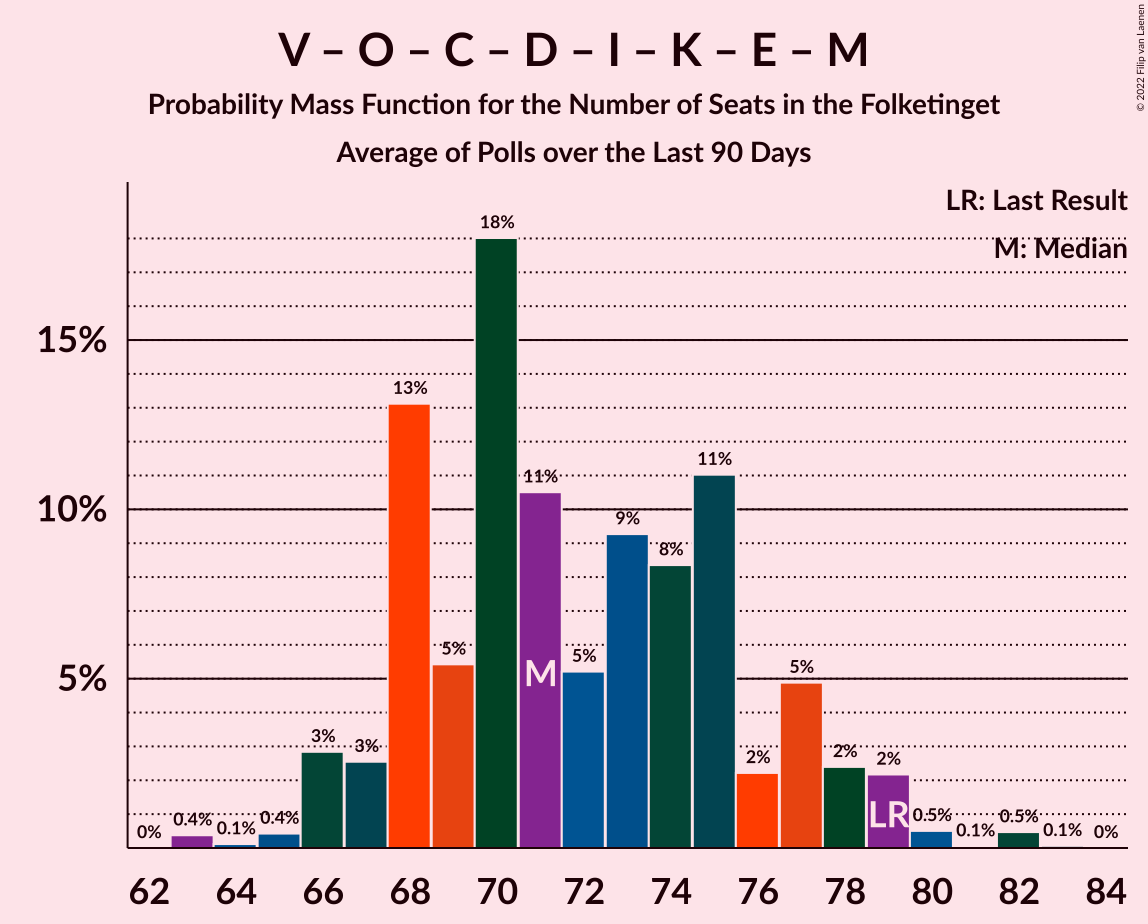 V – O – C – D – I – K – E – M
Probability Mass Function for the Number of Seats in the Folketinget
Average of Polls over the Last 90 Days
© 2022 Filip van Laenen
LR: Last Result
M: Median
18%
15%
13%
11%
11%
10%
9%
8%
5%
5%
5%
5%
M
3%
3%
2%
2%
2%
LR
0%
0.4%
0.1%
0.4%
0.5%
0.1%
0.5%
0.1%
0%
62 64 66 68 70 72 74 76 78 80 82 84